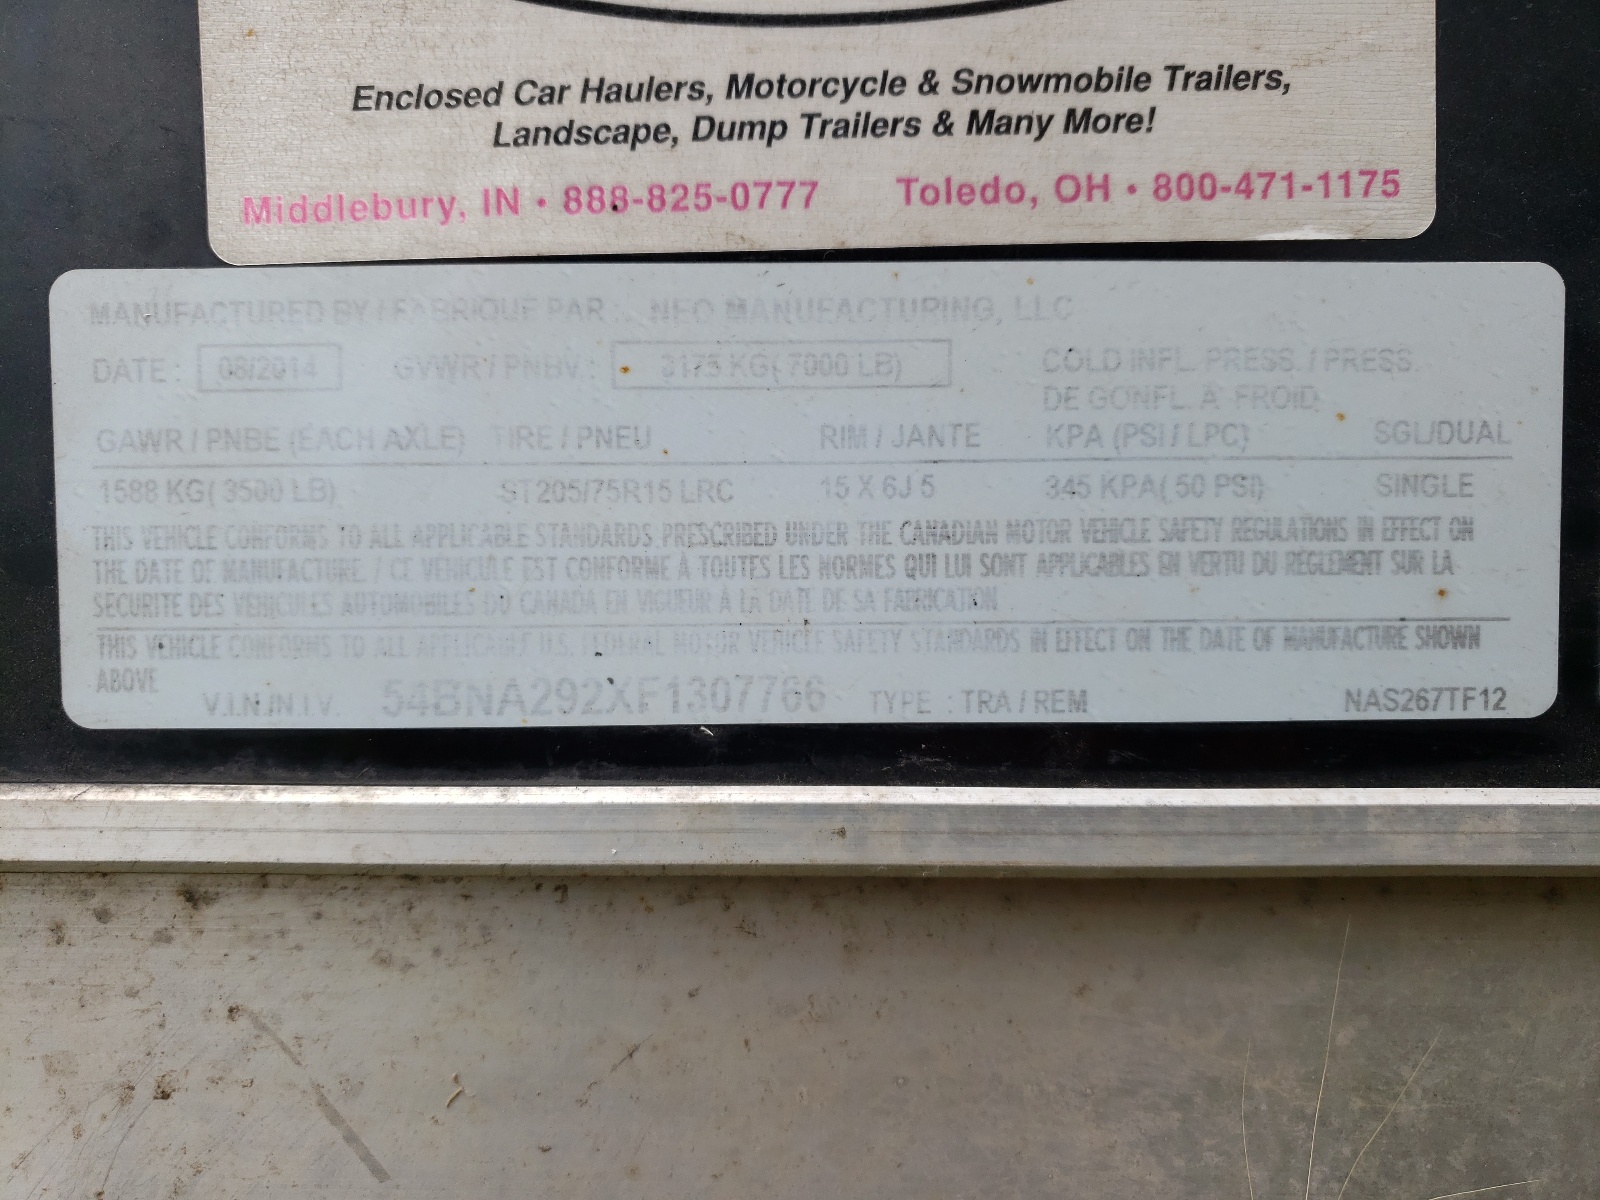 Enclosed Car Haulers, Motorcycle & Snowmobile Trailers,
Landscape, Dump Trailers & Many More!
Middlebury, IN • 888-825-0777 Toledo, OH • 800-471-1175
MANUFACTURED BY / FABRIQUE PAR : NEO MANUFACTURING, LLC
DATE : 08/2014 GVWR / PNBV : 3175 KG( 7000 LB) COLD INFL. PRESS. / PRESS.
DE GONFL. À FROID
GAWR / PNBE (EACH AXLE) TIRE / PNEU RIM / JANTE KPA (PSI / LPC) SGL/DUAL
1588 KG( 3500 LB) ST205/75R15 LRC 15 X 6J 5 345 KPA( 50 PSI) SINGLE
THIS VEHICLE CONFORMS TO ALL APPLICABLE STANDARDS PRESCRIBED UNDER THE CANADIAN MOTOR VEHICLE SAFETY REGULATIONS IN EFFECT ON
THE DATE OF MANUFACTURE / CE VEHICULE EST CONFORME À TOUTES LES NORMES QUI LUI SONT APPLICABLES EN VERTU DU RÈGLEMENT SUR LA
SECURITE DES VEHICULES AUTOMOBILES DU CANADA EN VIGUEUR À LA DATE DE SA FABRICATION
THIS VEHICLE CONFORMS TO ALL APPLICABLE U.S. FEDERAL MOTOR VEHICLE SAFETY STANDARDS IN EFFECT ON THE DATE OF MANUFACTURE SHOWN
ABOVE
V.I.N./N.I.V. 54BNA292XF1307766 TYPE : TRA / REM NAS267TF12